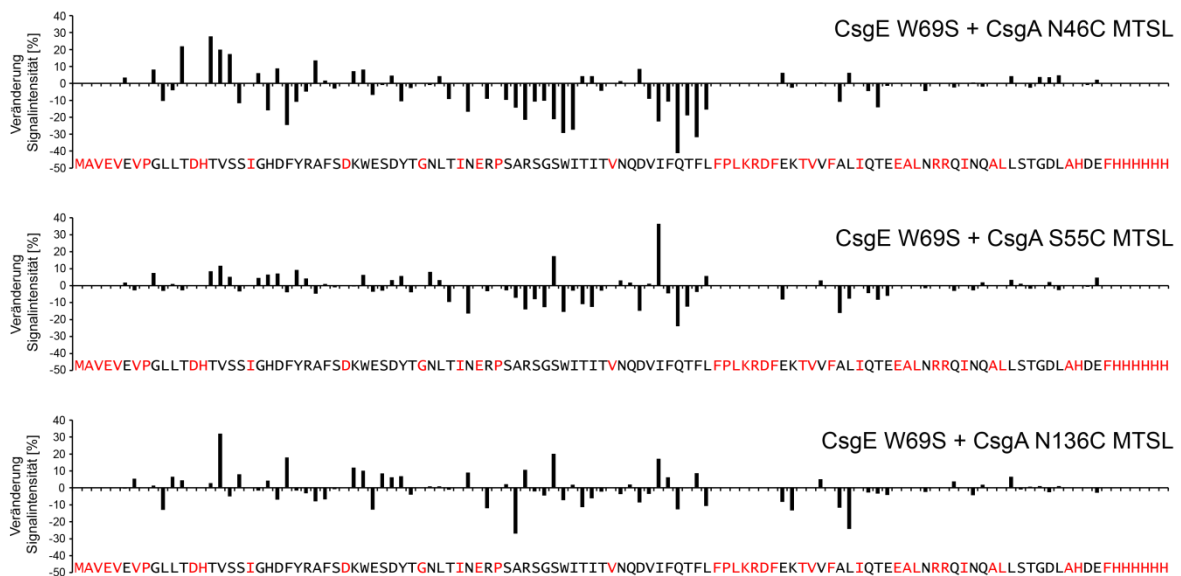 CsgE W69S + CsgA N46C MTSL
Veränderung
Signalintensität [%]
40
30
20
10
0
-10
-20
-30
-40
-50
MAVEVEVPGLLTDHTVSSIGHDFYRAFSDKWESDYTGNLTINERPSARSGSWITITVNQDVIFQTFLFPLKRDFEKTVVFALIQTEEALNRRQINQALLSTGDLAHDEFHHHHHH
CsgE W69S + CsgA S55C MTSL
Veränderung
Signalintensität [%]
40
30
20
10
0
-10
-20
-30
-40
-50
MAVEVEVPGLLTDHTVSSIGHDFYRAFSDKWESDYTGNLTINERPSARSGSWITITVNQDVIFQTFLFPLKRDFEKTVVFALIQTEEALNRRQINQALLSTGDLAHDEFHHHHHH
CsgE W69S + CsgA N136C MTSL
Veränderung
Signalintensität [%]
40
30
20
10
0
-10
-20
-30
-40
-50
MAVEVEVPGLLTDHTVSSIGHDFYRAFSDKWESDYTGNLTINERPSARSGSWITITVNQDVIFQTFLFPLKRDFEKTVVFALIQTEEALNRRQINQALLSTGDLAHDEFHHHHHH